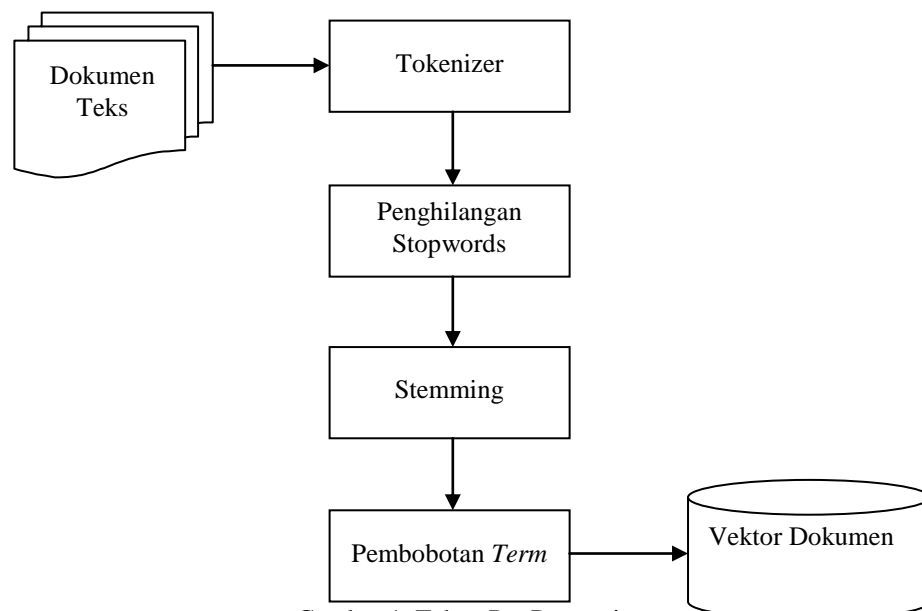 Dokumen
Teks
Tokenizer
Penghilangan
Stopwords
Stemming
Pembobotan Term
Vektor Dokumen